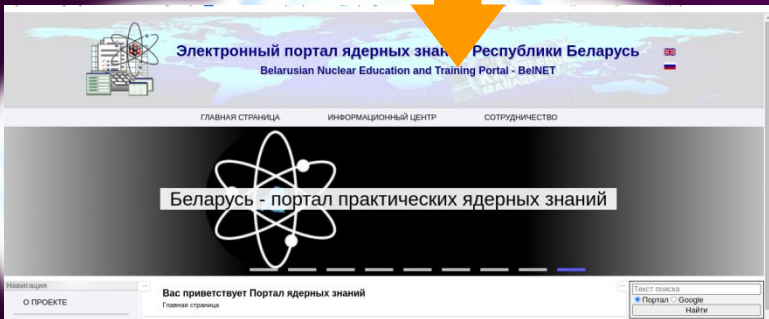 Электронный портал ядерных Республики Беларусь
Belarusian Nuclear Education and Training Portal - BelNET
ГЛАВНАЯ СТРАНИЦА ИНФОРМАЦИОННЫЙ ЦЕНТР СОТРУДНИЧЕСТВО
Беларусь - портал практических ядерных знаний
Навигация
О ПРОЕКТЕ
Вас приветствует Портал ядерных знаний
Главная страница
Текст поиска
Портал Google
Найти